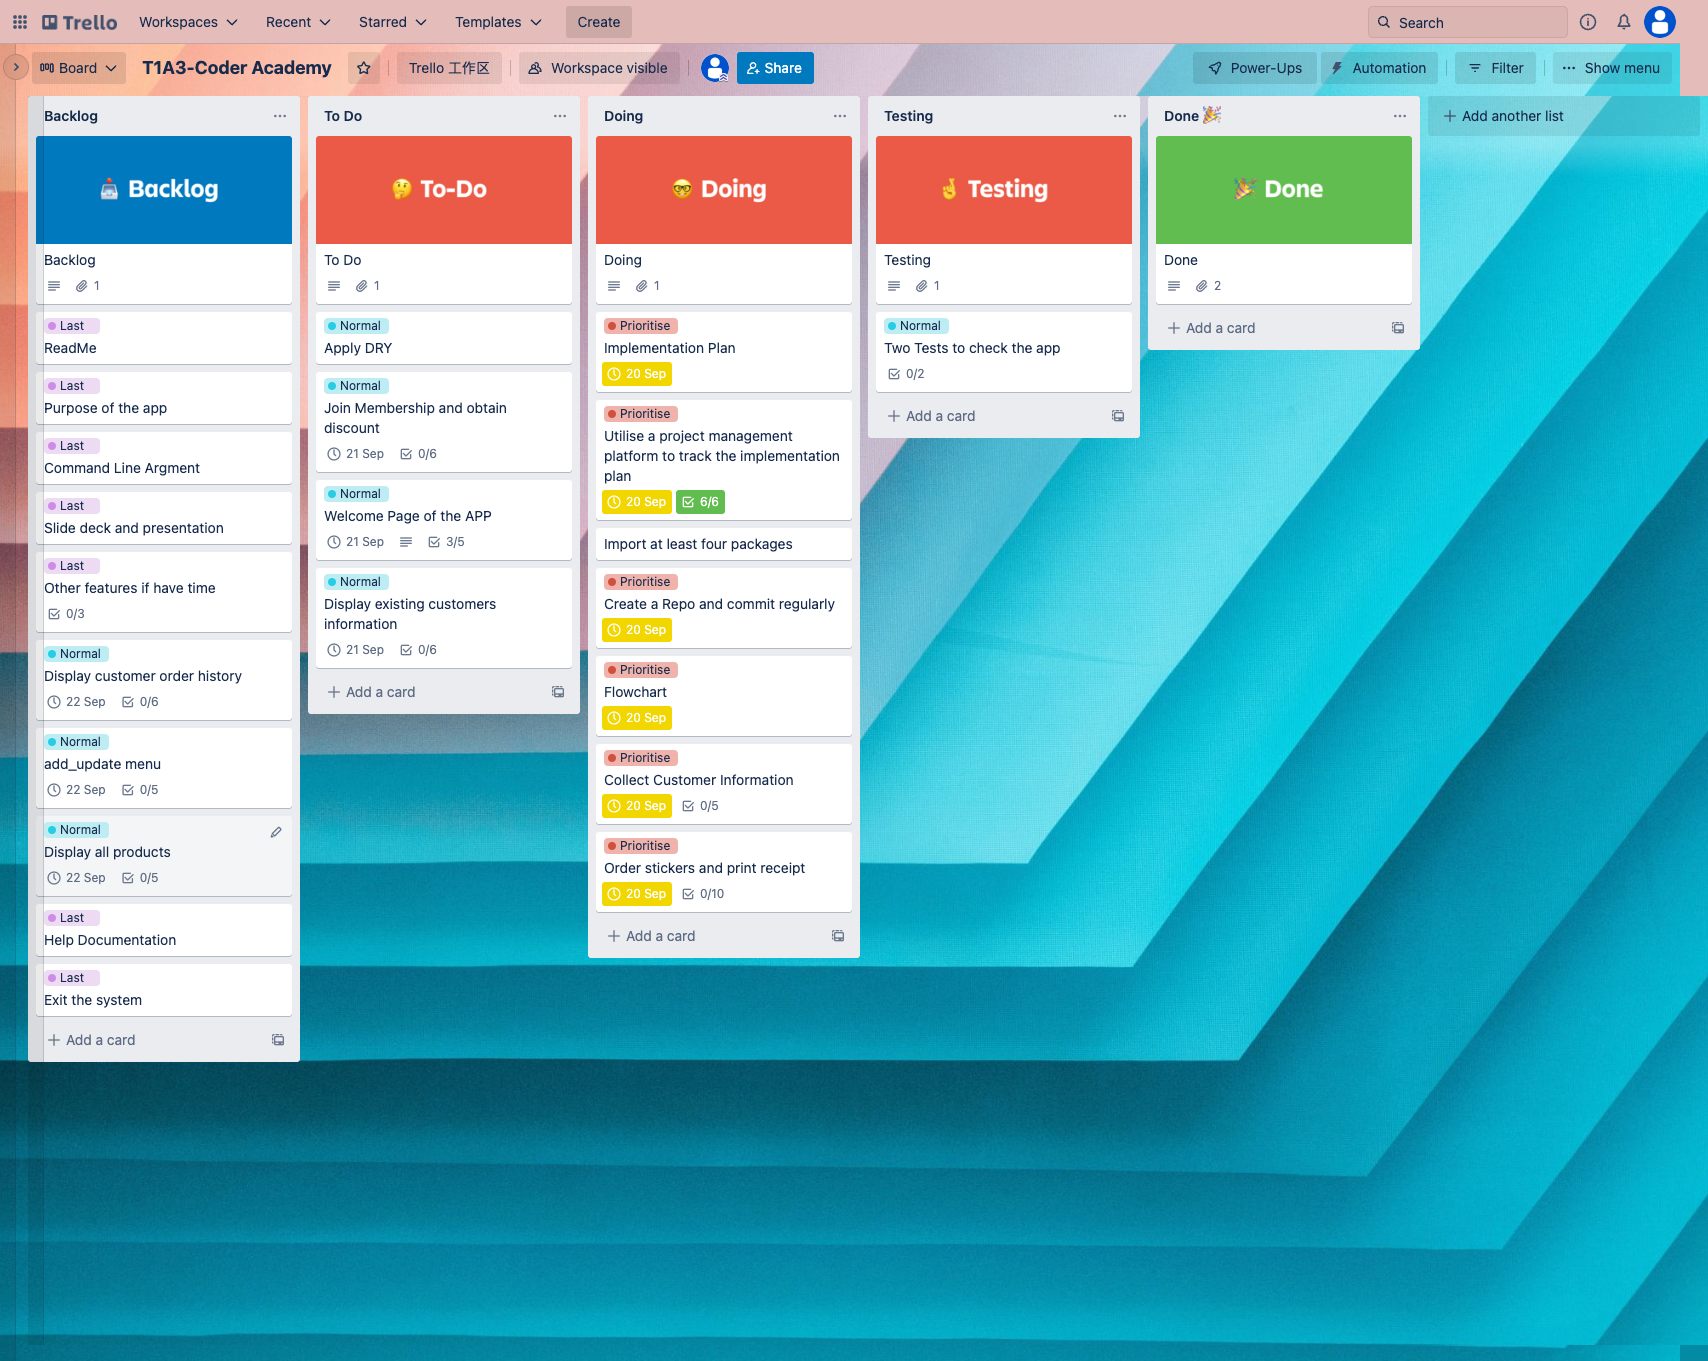 Trello
Workspaces
Recent
Starred
Templates
Create
Search
Board
T1A3-Coder Academy
Trello 工作区
Workspace visible
Share
Power-Ups
Automation
Filter
Show menu
Backlog
Backlog
Backlog
1
Last
ReadMe
Last
Purpose of the app
Last
Command Line Argment
Last
Slide deck and presentation
Last
Other features if have time
0/3
Normal
Display customer order history
22 Sep 0/6
Normal
add_update menu
22 Sep 0/5
Normal
Display all products
22 Sep 0/5
Last
Help Documentation
Last
Exit the system
+ Add a card
To Do
To-Do
To Do
1
Normal
Apply DRY
Normal
Join Membership and obtain
discount
21 Sep 0/6
Normal
Welcome Page of the APP
21 Sep 3/5
Normal
Display existing customers
information
21 Sep 0/6
+ Add a card
Doing
Doing
Doing
1
Prioritise
Implementation Plan
20 Sep
Prioritise
Utilise a project management
platform to track the implementation
plan
20 Sep 6/6
Import at least four packages
Prioritise
Create a Repo and commit regularly
20 Sep
Prioritise
Flowchart
20 Sep
Prioritise
Collect Customer Information
20 Sep 0/5
Prioritise
Order stickers and print receipt
20 Sep 0/10
+ Add a card
Testing
Testing
Testing
1
Normal
Two Tests to check the app
0/2
+ Add a card
Done 🎉
Done
Done
2
+ Add a card
+ Add another list